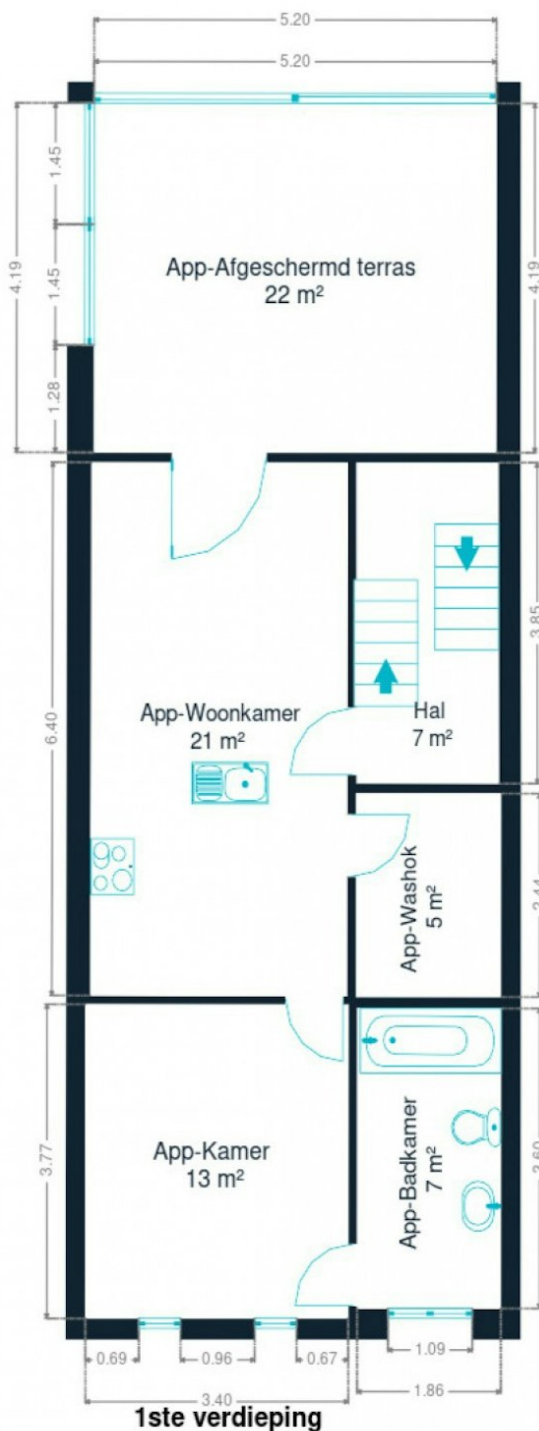 5.20
5.20
1.45
4.19
1.45
1.28
4.19
App-Afgeschermd terras
22 m²
6.40
3.85
App-Woonkamer
21 m²
Hal
7 m²
App-Washok
5 m²
2.44
3.77
App-Kamer
13 m²
App-Badkamer
7 m²
0.69
0.96
0.67
1.09
3.40
1.86
1ste verdieping